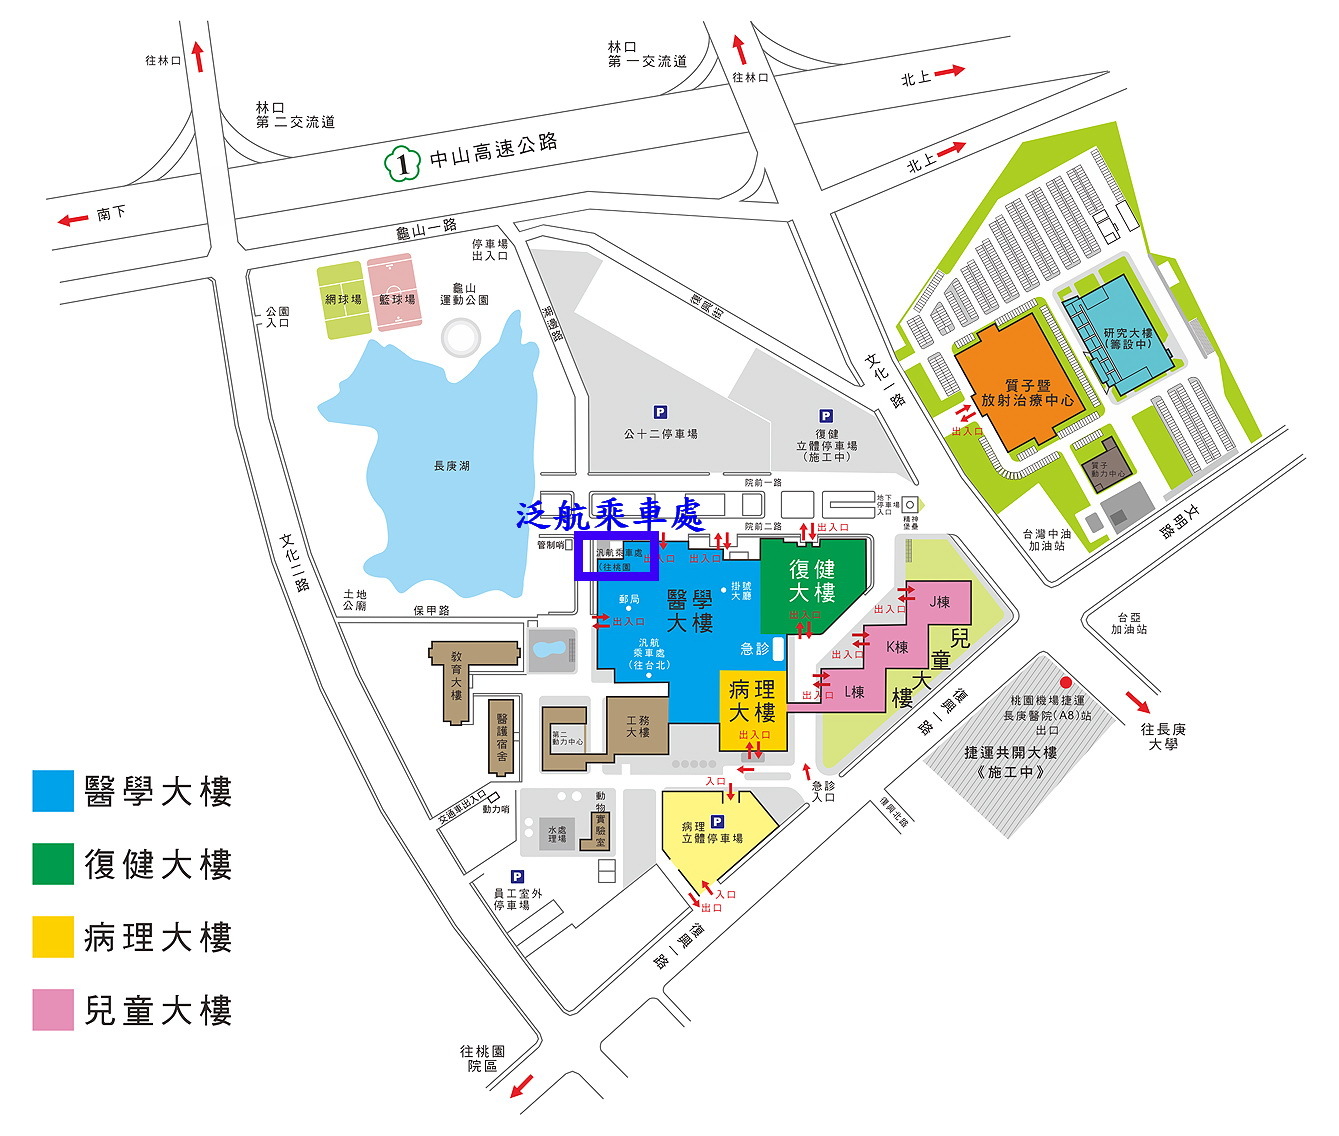 往林口
林口
第二交流道
林口
第一交流道
往林口
北上
北上
1
中山高速公路
南下
龜山一路
停車場
出入口
公園
入口
網球場
籃球場
龜山
運動公園
湖邊路
復興街
文化一路
研究大樓
(籌設中)
質子暨
放射治療中心
出入口
質子
動力中心
P
公十二停車場
P
復健
立體停車場
(施工中)
長庚湖
院前一路
地下
停車場
入口
精神
堡壘
泛航乘車處
院前二路
出入口
管制哨
汎航乘車處
(往桃園
出入口
出入口
台灣中油
加油站
文明路
文化二路
土地
公廟
保甲路
郵局
出入口
醫學
大樓
掛號
大廳
復健
大樓
出入口
汎航
乘車處
(往台北)
急診
出入口
J棟
出入口
K棟
出入口
L棟
兒童大樓
台亞
加油站
教育大樓
醫護宿舍
第二
動力中心
工務
大樓
病理
大樓
出入口
復興一路
桃園機場捷運
長庚醫院(A8)站
出口
捷運共開大樓
《施工中》
往長庚
大學
入口
急診
入口
復興北路
交通車出入口
動力哨
動物實驗室
水處
理場
P
病理
立體停車場
入口
出口
P
員工室外
停車場
復興一路
往桃園
院區
醫學大樓
復健大樓
病理大樓
兒童大樓